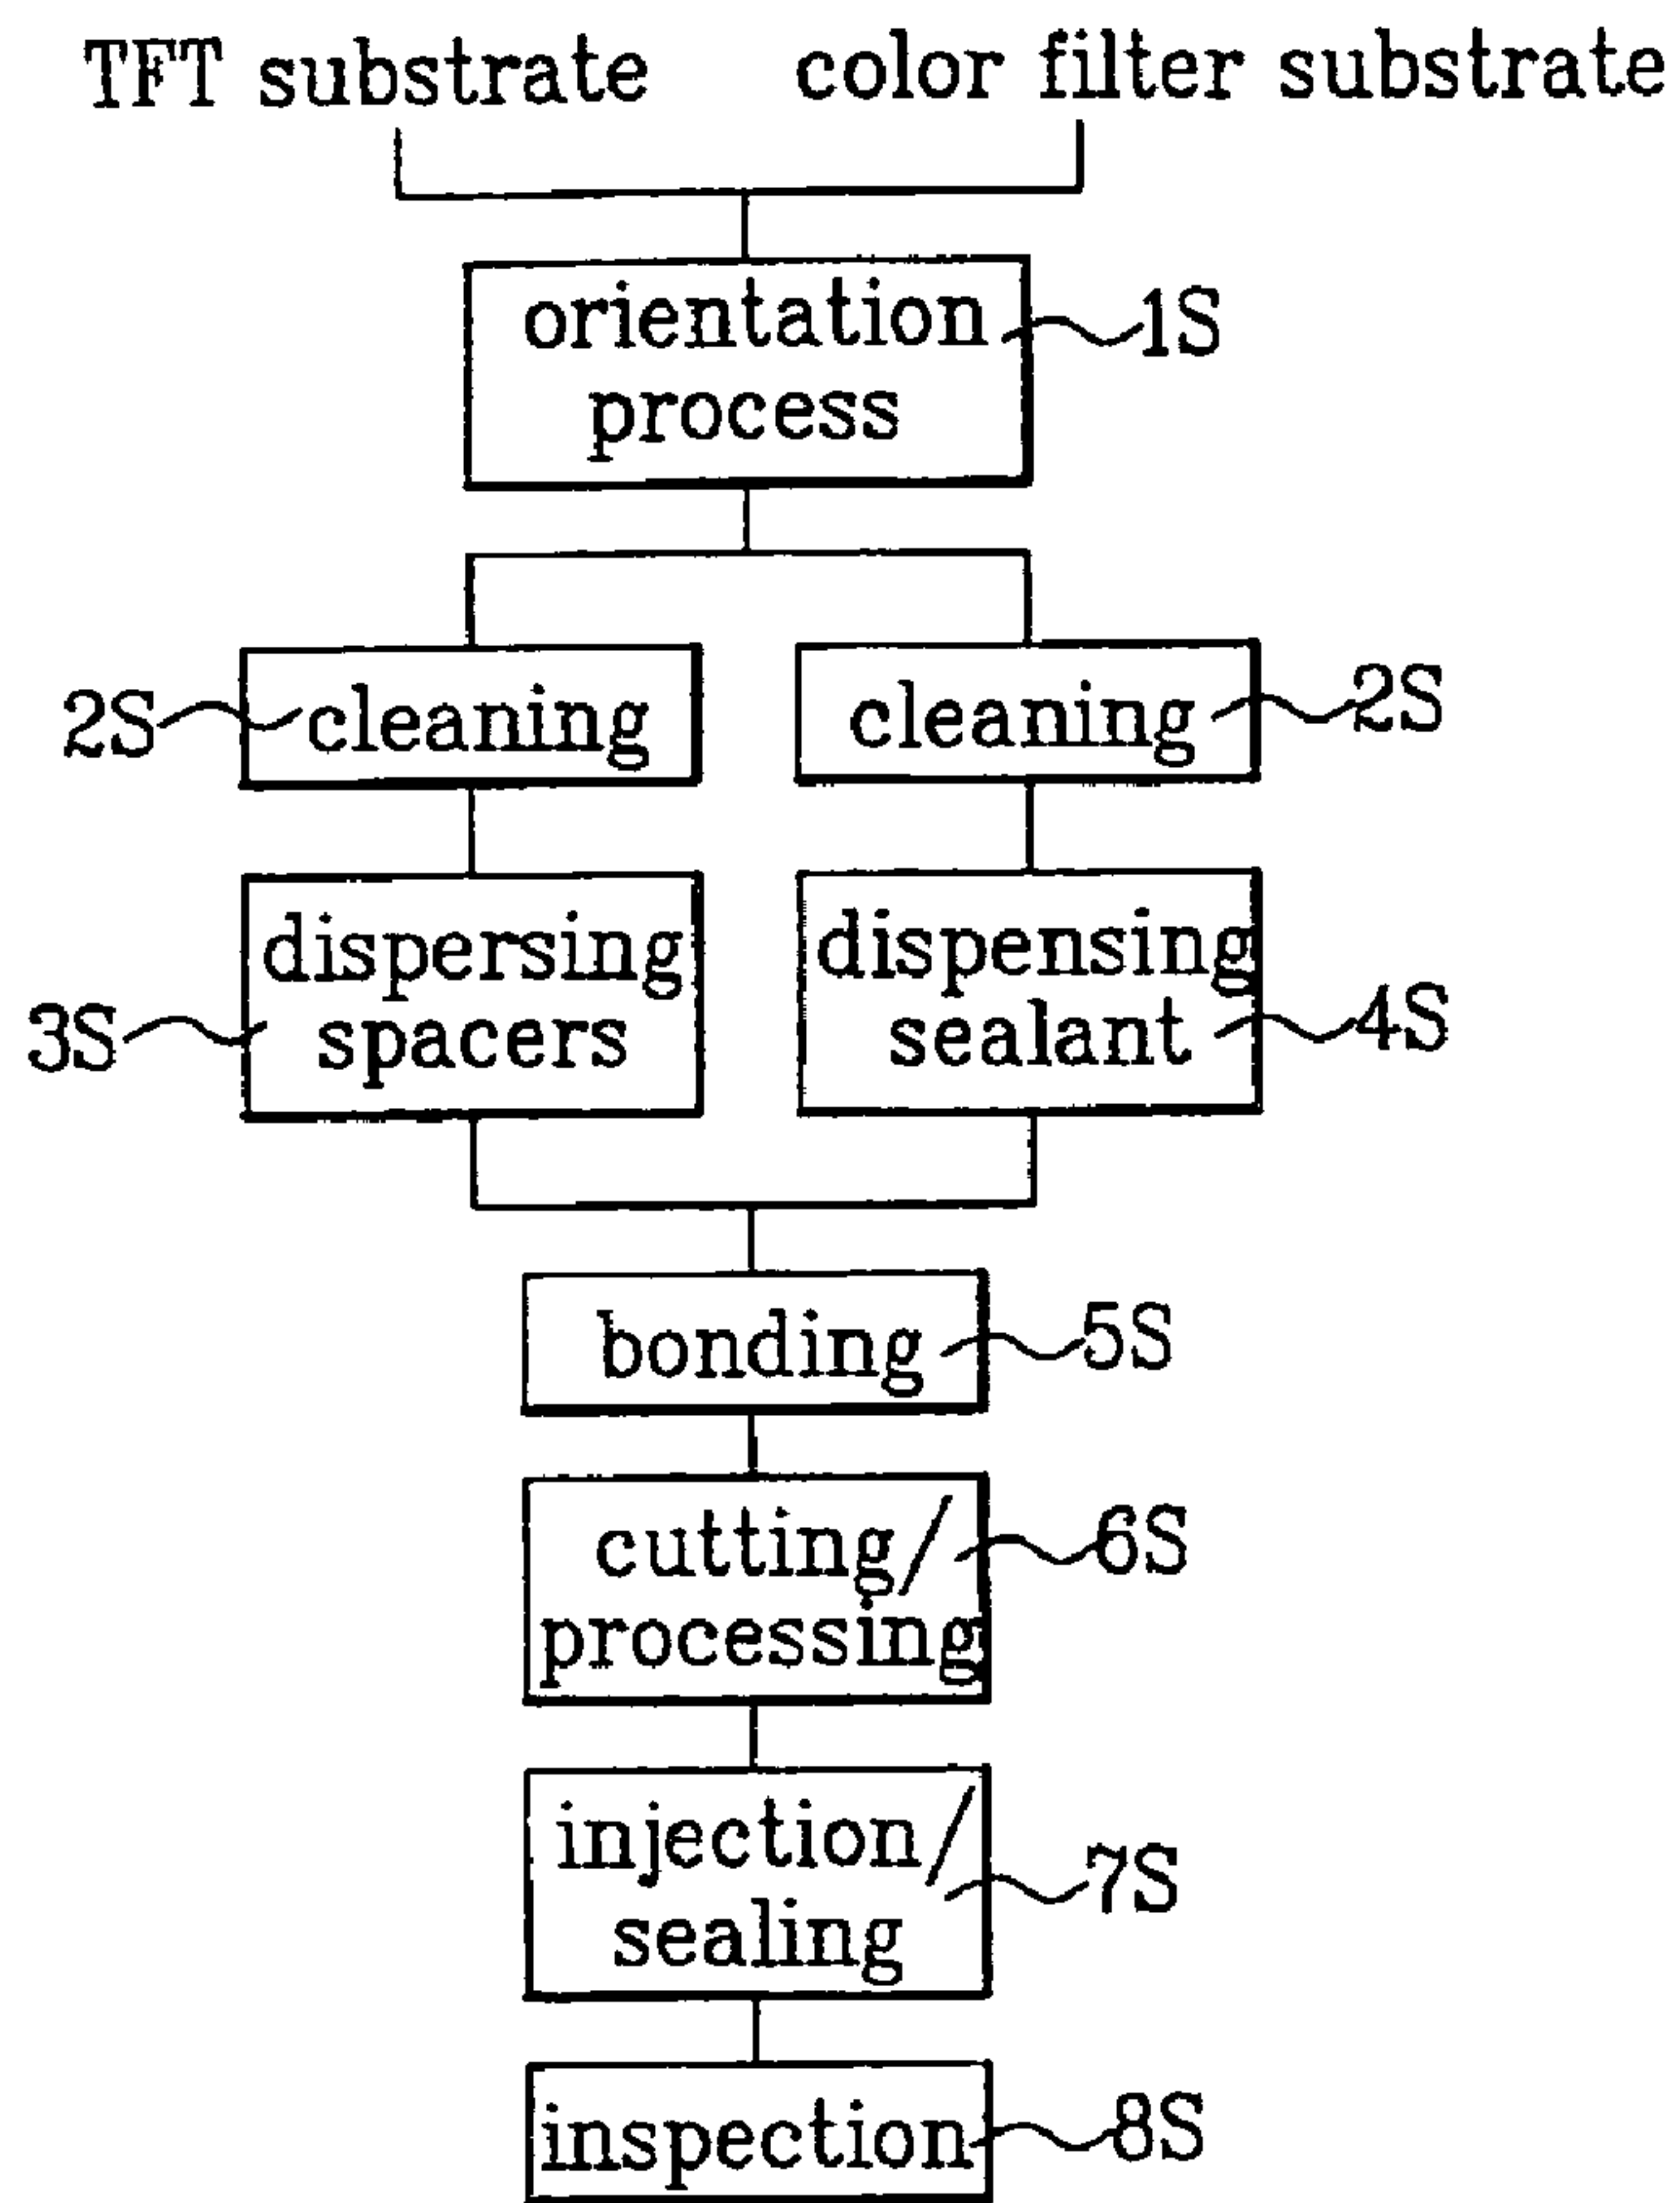 TFT substrate color filter substrate
orientation
process
1S
2S cleaning
cleaning 2S
dispersing
spacers
3S
dispensing
sealant
4S
bonding 5S
cutting/
processing
6S
injection/
sealing
7S
inspection 8S